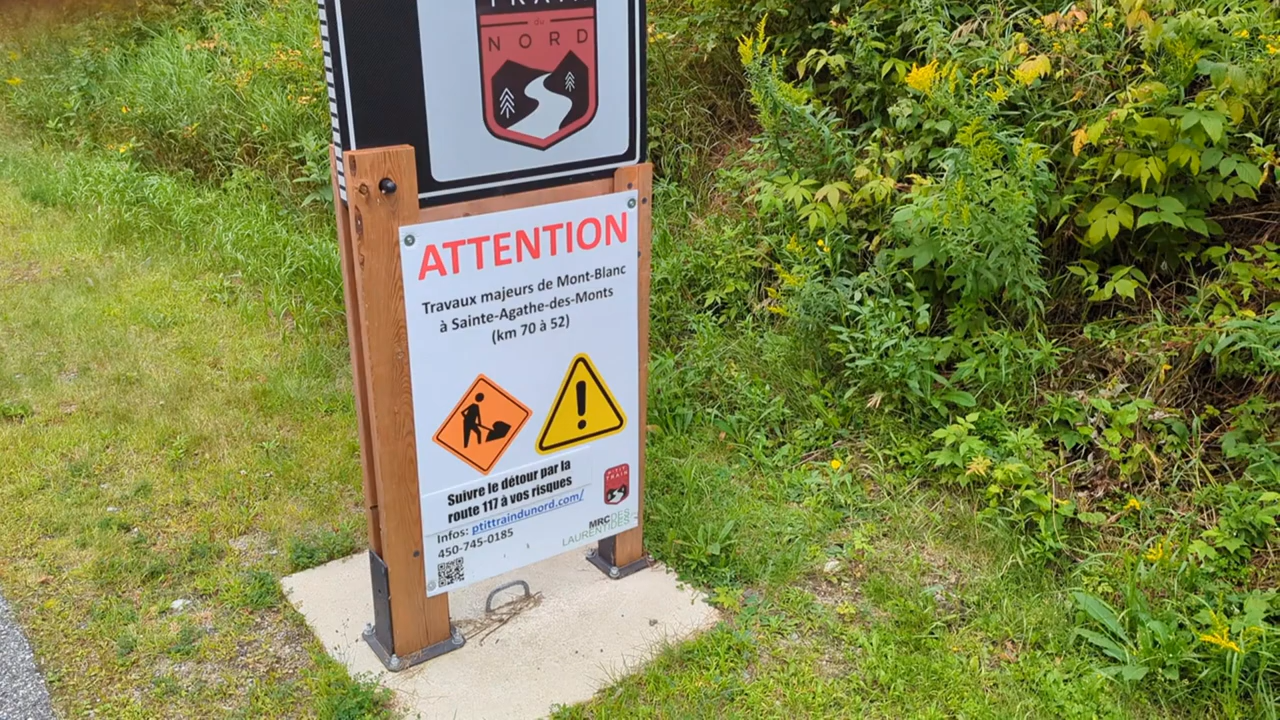 du
NORD
ATTENTION
Travaux majeurs de Mont-Blanc
à Sainte-Agathe-des-Monts
(km 70 à 52)
Suivre le détour par la
route 117 à vos risques
Infos: ptittraindunord.com/
450-745-0185
MRC DES
LAURENTIDES